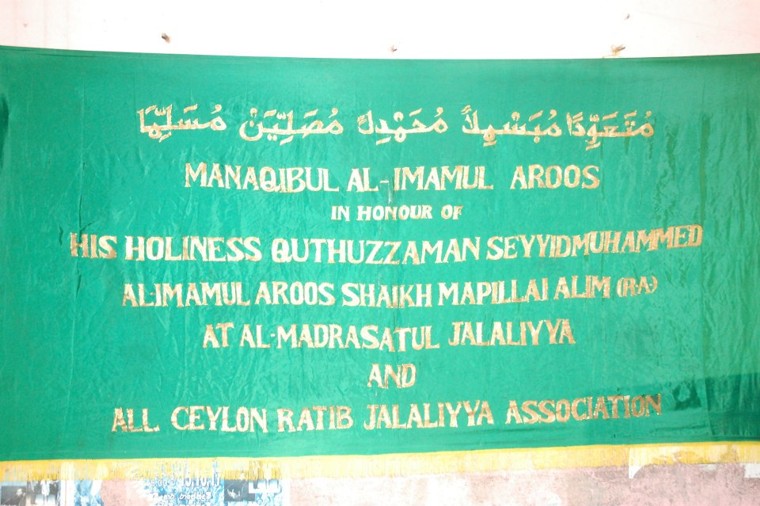 مُتَعَوِّذًا مُبَسْمِلًا مُحَمْدِلً مُصَلِّيَنْ مُسَلِّمًا
MANAQIBUL AL-IMAMUL AROOS
IN HONOUR OF
HIS HOLINESS QUTHUZZAMAN SEYYIDMUHAMMED
AL-IMAMUL AROOS SHAIKH MAPILLAI ALIM (RA)
AT AL-MADRASATUL JALALIYYA
AND
ALL CEYLON RATIB JALALIYYA ASSOCIATION